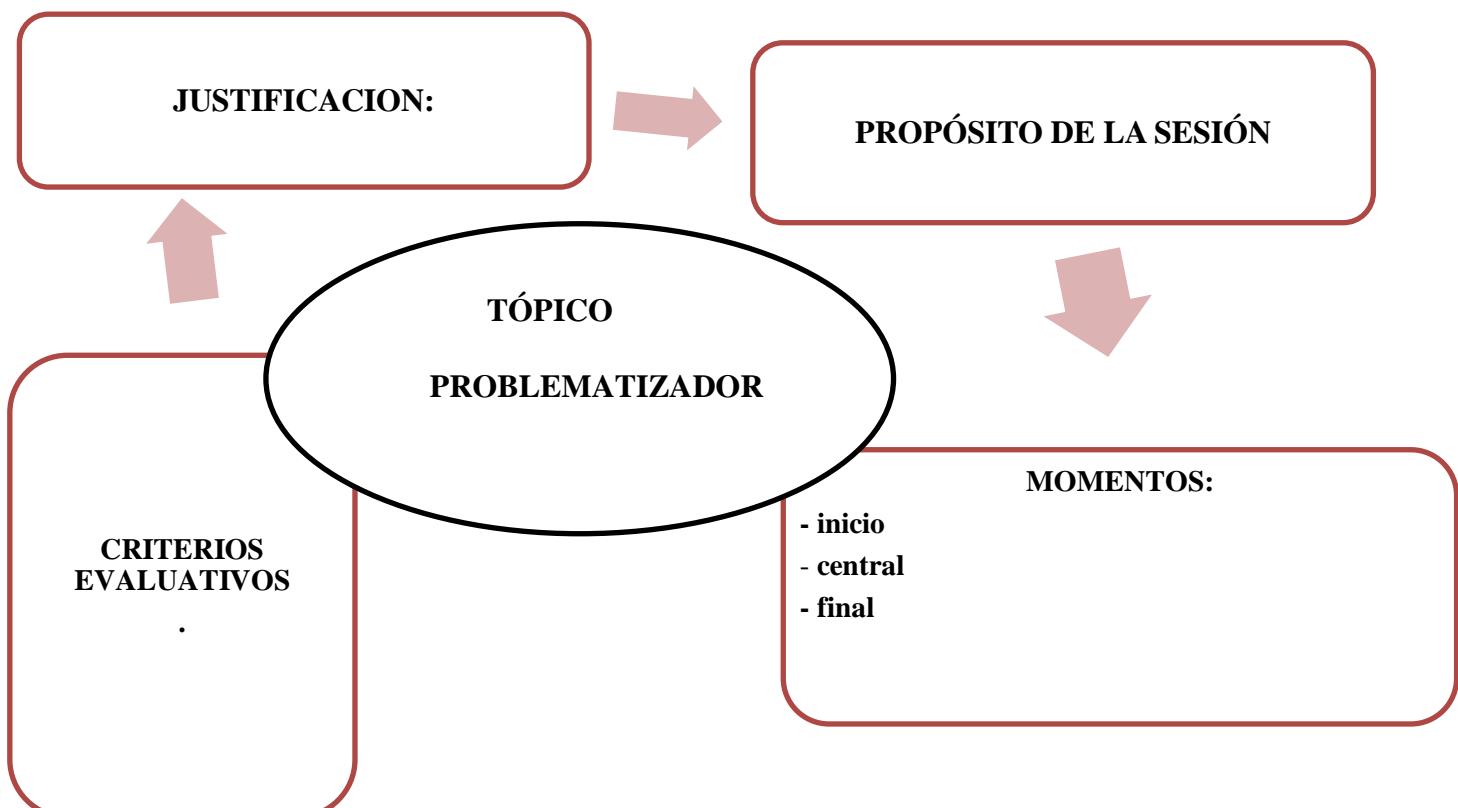 JUSTIFICACION:
PROPÓSITO DE LA SESIÓN
TÓPICO
PROBLEMATIZADOR
MOMENTOS:
- inicio
- central
- final
CRITERIOS
EVALUATIVOS
.